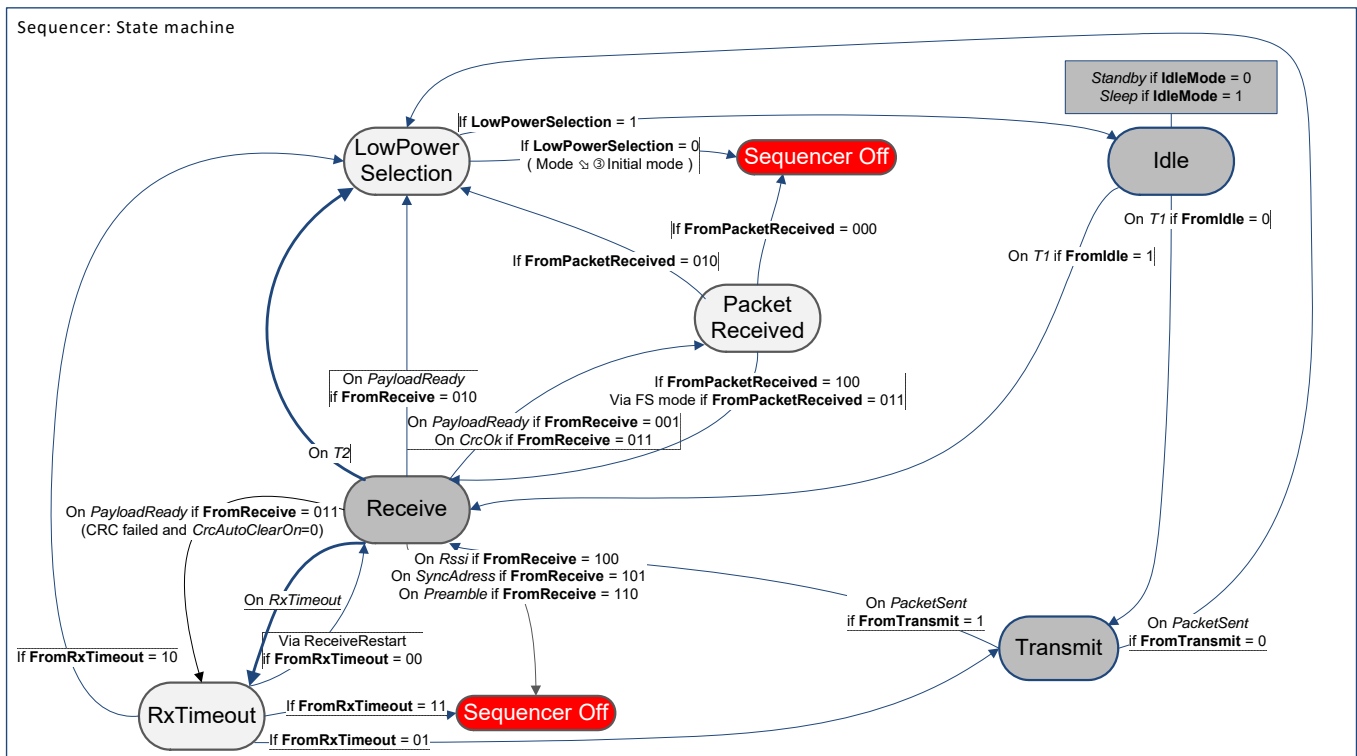 Sequencer: State machine
Standby if IdleMode = 0
Sleep if IdleMode = 1
If LowPowerSelection = 1
LowPower
Selection
If LowPowerSelection = 0
( Mode ⇘ ③ Initial mode )
Sequencer Off
Idle
On T1 if FromIdle = 0
If FromPacketReceived = 000
On T1 if FromIdle = 1
If FromPacketReceived = 010
Packet
Received
On PayloadReady
if FromReceive = 010
If FromPacketReceived = 100
Via FS mode if FromPacketReceived = 011
On PayloadReady if FromReceive = 001
On CrcOk if FromReceive = 011
On T2
Receive
On PayloadReady if FromReceive = 011
(CRC failed and CrcAutoClearOn=0)
On Rssi if FromReceive = 100
On SyncAdress if FromReceive = 101
On Preamble if FromReceive = 110
On RxTimeout
On PacketSent
if FromTransmit = 1
On PacketSent
if FromTransmit = 0
Via ReceiveRestart
if FromRxTimeout = 00
Transmit
If FromRxTimeout = 10
RxTimeout
If FromRxTimeout = 11
Sequencer Off
If FromRxTimeout = 01